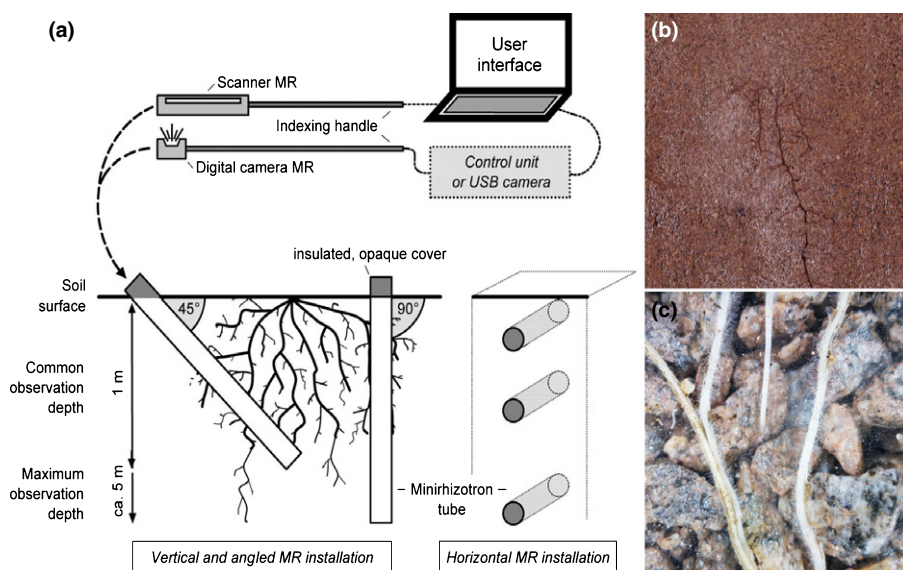 (a)
User
interface
Scanner MR
Indexing handle
Digital camera MR
Control unit
or USB camera
insulated, opaque cover
Soil
surface
45°
90°
Common
observation
depth
1 m
Maximum
observation
depth
ca. 5 m
Minirhizotron
tube
Vertical and angled MR installation
Horizontal MR installation
(b)
(c)